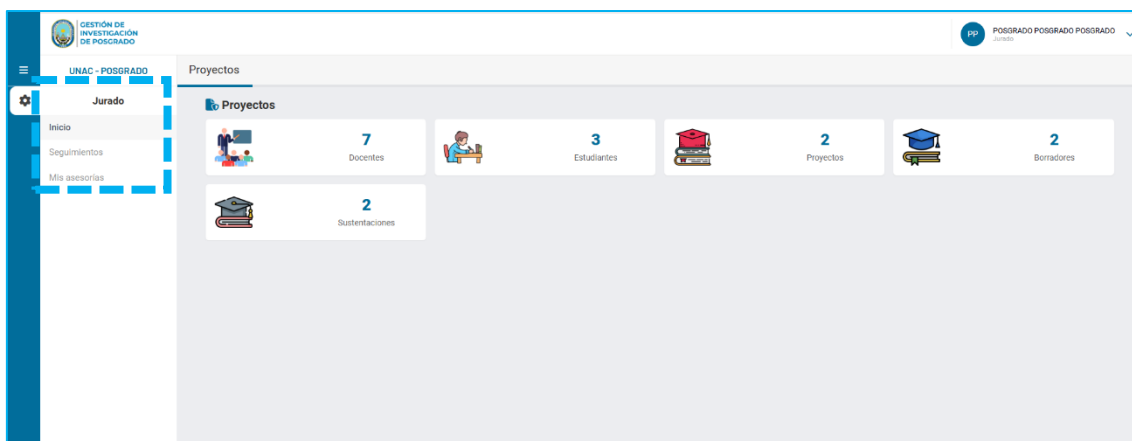 GESTIÓN DE
INVESTIGACIÓN
DE POSGRADO
PP
POSGRADO POSGRADO POSGRADO
Jurado
UNAC - POSGRADO
Proyectos
Jurado
Inicio
Seguimientos
Mis asesorías
Proyectos
7
Docentes
3
Estudiantes
2
Proyectos
2
Borradores
2
Sustentaciones